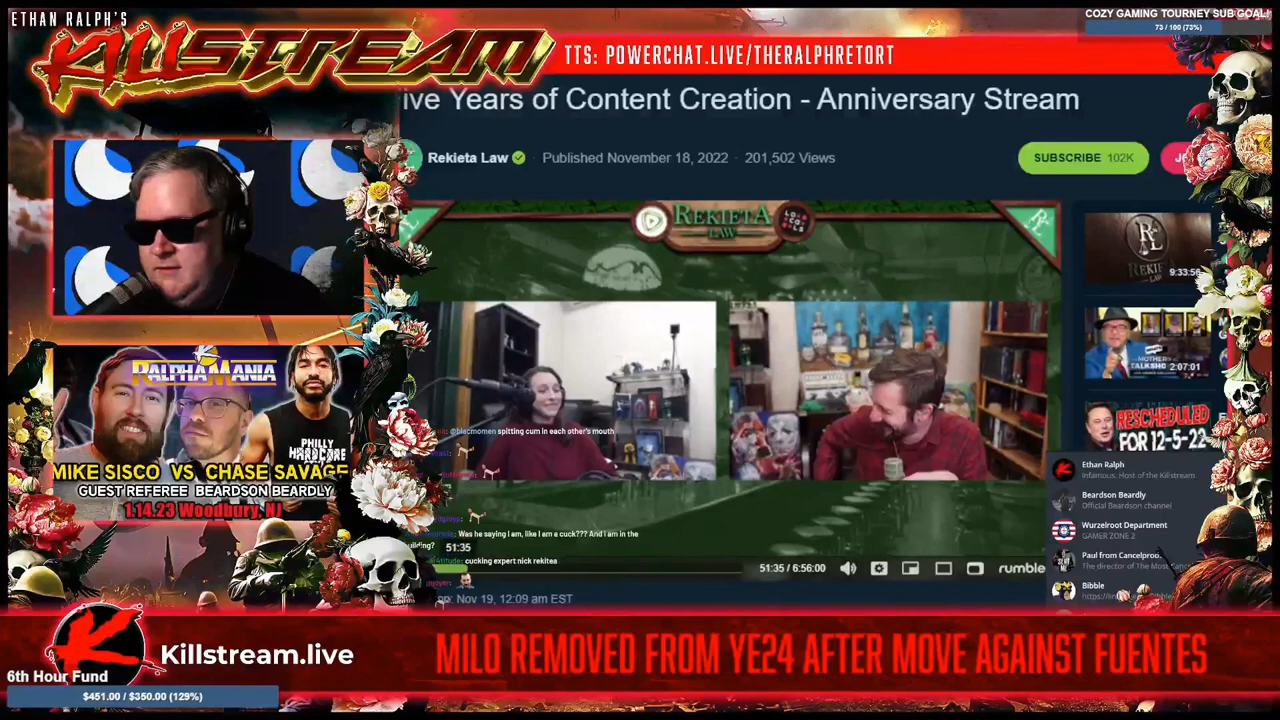 ETHAN RALPH'S
KILLSTREAM
TTS: POWERCHAT.LIVE/THERALPHRETORT
COZY GAMING TOURNEY SUB GOAL!
73 / 100 (73%)
ive Years of Content Creation - Anniversary Stream
Rekieta Law
Published November 18, 2022 · 201,502 Views
SUBSCRIBE 102K
REKIETA
LAW
9:33:56
MOTHER
TALKSHO
2:07:01
RESCHEDULED
FOR 12-5-22
@blacmomen spitting cum in each other's mouth
Was he saying I am, like I am a cuck??? And I am in the
building?
51:35
cucking expert nick rekitea
51:35 / 6:56:00
rumble
Nov 19, 12:09 am EST
Ethan Ralph
Infamous. Host of the Killstream.
Beardson Beardly
Official Beardson channel
Wurzelroot Department
GAMER ZONE 2
Paul from Cancelproo.
The director of The Most Canc
Bibble
RALPHAMANIA
PHILLY
HARDCORE
MIKE SISCO VS. CHASE SAVAGE
GUEST REFEREE BEARDSON BEARDLY
1.14.23 Woodbury, NJ
Killstream.live
MILO REMOVED FROM YE24 AFTER MOVE AGAINST FUENTES
6th Hour Fund
$451.00 / $350.00 (129%)